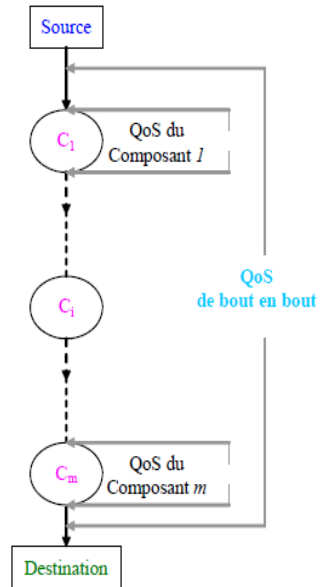 Source
C1
QoS du
Composant 1
Ci
QoS
de bout en bout
Cm
QoS du
Composant m
Destination